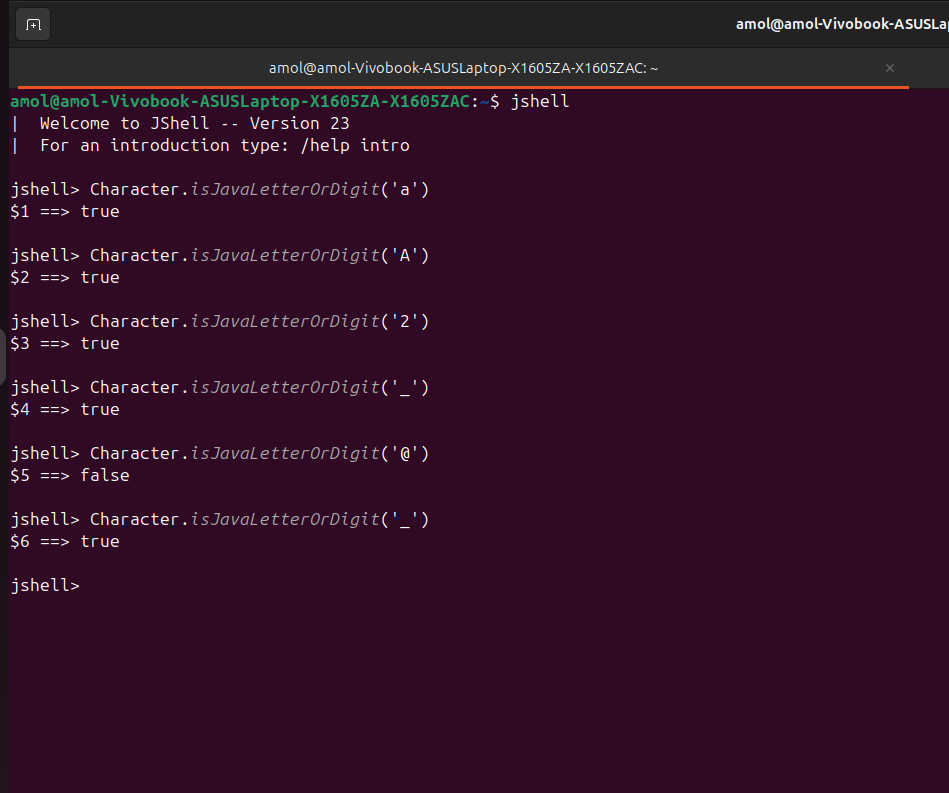 amol@amol-Vivobook-ASUSLap
amol@amol-Vivobook-ASUSLaptop-X1605ZA-X1605ZAC: ~
amol@amol-Vivobook-ASUSLaptop-X1605ZA-X1605ZAC:~$ jshell
|  Welcome to JShell -- Version 23
|  For an introduction type: /help intro
jshell> Character.isJavaLetterOrDigit('a')
$1 ==> true
jshell> Character.isJavaLetterOrDigit('A')
$2 ==> true
jshell> Character.isJavaLetterOrDigit('2')
$3 ==> true
jshell> Character.isJavaLetterOrDigit('_')
$4 ==> true
jshell> Character.isJavaLetterOrDigit('@')
$5 ==> false
jshell> Character.isJavaLetterOrDigit('_')
$6 ==> true
jshell>